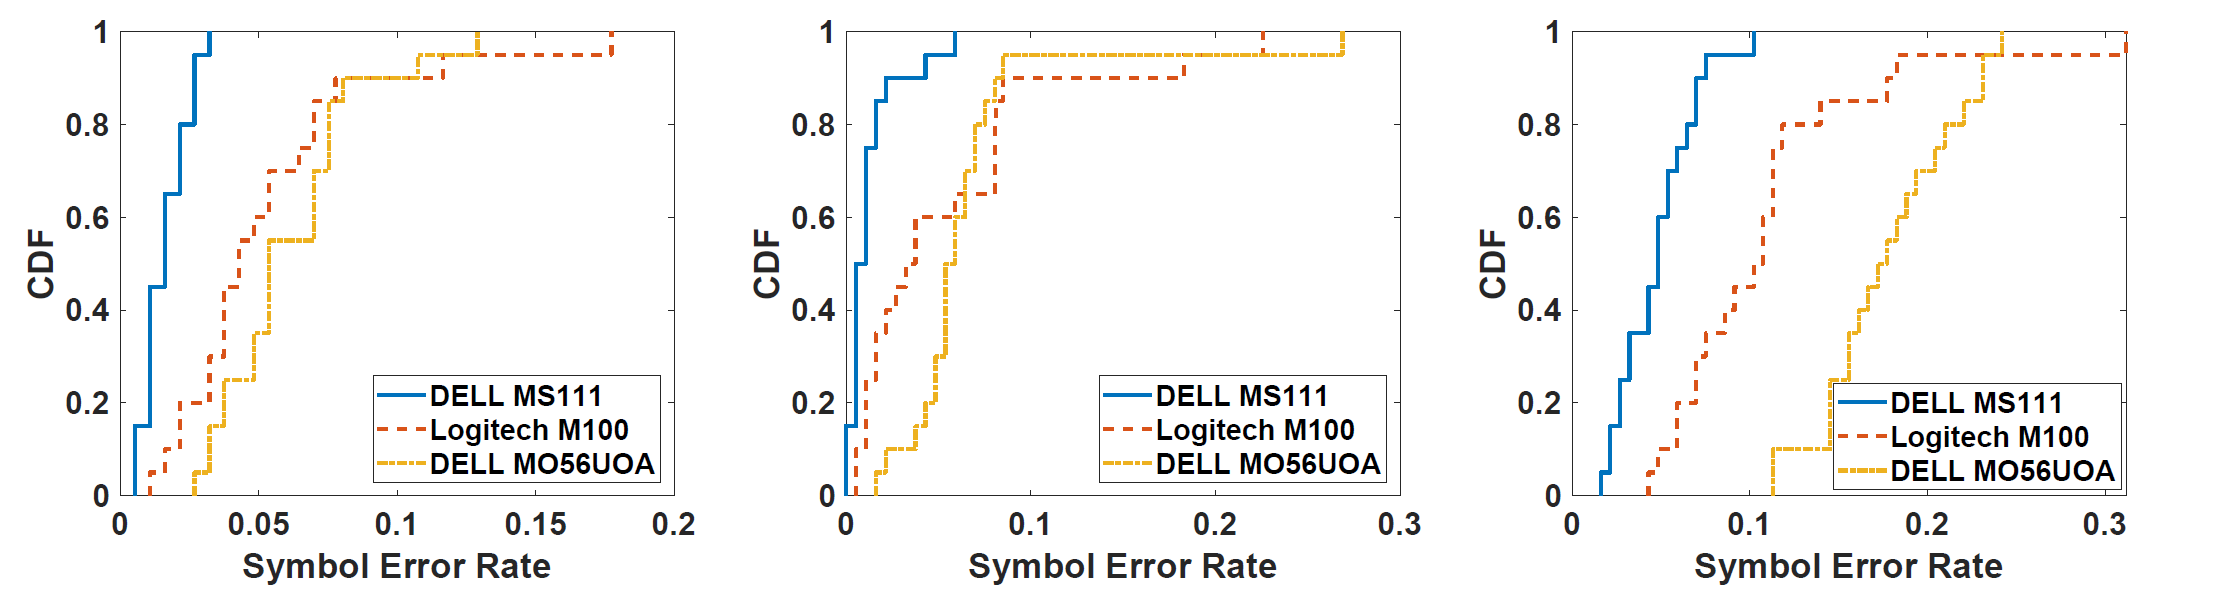 CDF
1
0.8
0.6
0.4
0.2
0
0 0.05 0.1 0.15 0.2
Symbol Error Rate
DELL MS111
Logitech M100
DELL MO56UOA
CDF
1
0.8
0.6
0.4
0.2
0
0 0.1 0.2 0.3
Symbol Error Rate
DELL MS111
Logitech M100
DELL MO56UOA
CDF
1
0.8
0.6
0.4
0.2
0
0 0.1 0.2 0.3
Symbol Error Rate
DELL MS111
Logitech M100
DELL MO56UOA